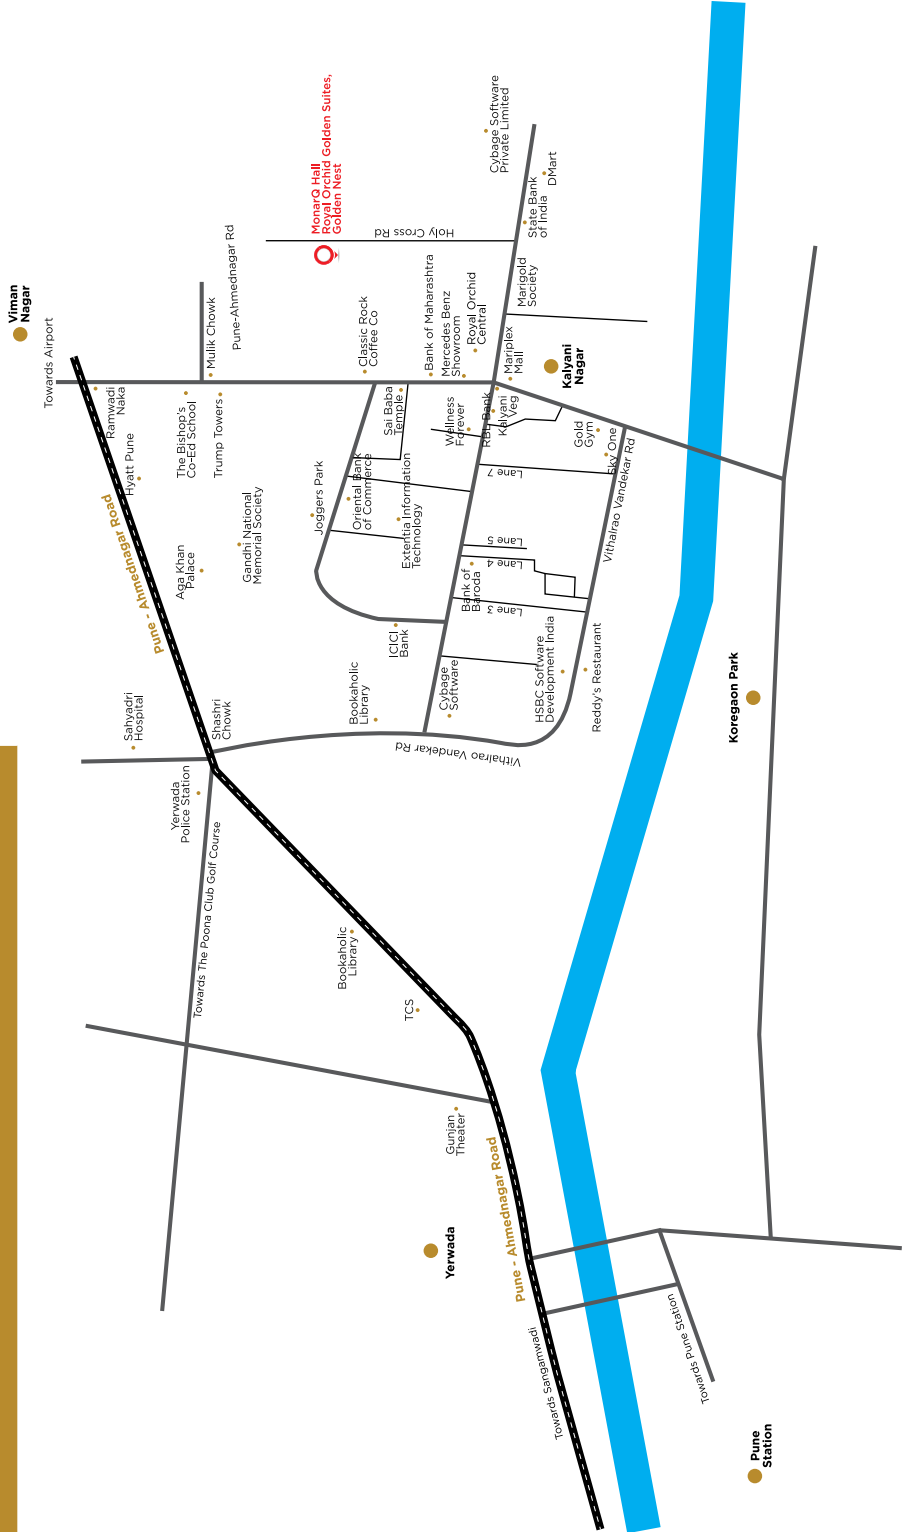 Viman
Nagar
Towards Airport
Ramwadi
Naka
Hyatt Pune
Pune - Ahmednagar Road
Sahyadri
Hospital
Yerwada
Police Station
Shashri
Chowk
Aga Khan
Palace
The Bishop's
Co-Ed School
Trump Towers
Mulik Chowk
Pune-Ahmednagar Rd
Gandhi National
Memorial Society
MonarQ Hall
Royal Orchid Golden Suites,
Golden Nest
Holy Cross Rd
Classic Rock
Coffee Co
Bank of Maharashtra
Mercedes Benz
Showroom
Royal Orchid
Central
Cybage Software
Private Limited
DMart
State Bank
of India
Marigold
Society
Mariplex
Mall
Kalyani
Nagar
Sai Baba
Temple
Wellness
Forever
RBL Bank
Kalyani
Veg
Gold
Gym
Sky One
Vithalrao Vandekar Rd
Joggers Park
Oriental Bank
of Commerce
Extentia Information
Technology
Lane 7
Lane 5
Lane 4
Lane 3
Bank of
Baroda
ICICI
Bank
Bookaholic
Library
Cybage
Software
HSBC Software
Development India
Reddy's Restaurant
Vithalrao Vandekar Rd
Koregaon Park
Towards The Poona Club Golf Course
Bookaholic
Library
TCS
Gunjan
Theater
Yerwada
Pune - Ahmednagar Road
Towards Sangamwadi
Towards Pune Station
Pune
Station